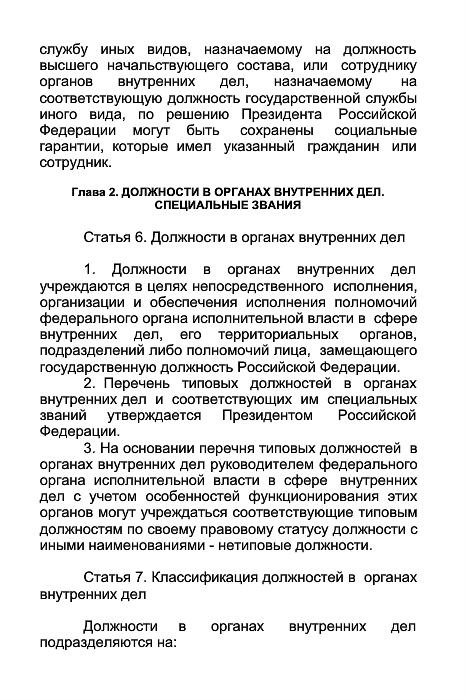 службу иных видов, назначаемому на должность
высшего начальствующего состава, или сотруднику
органов внутренних дел, назначаемому на
соответствующую должность государственной службы
иного вида, по решению Президента Российской
Федерации могут быть сохранены социальные
гарантии, которые имел указанный гражданин или
сотрудник.
Глава 2. ДОЛЖНОСТИ В ОРГАНАХ ВНУТРЕННИХ ДЕЛ.
СПЕЦИАЛЬНЫЕ ЗВАНИЯ
Статья 6. Должности в органах внутренних дел
1. Должности в органах внутренних дел
учреждаются в целях непосредственного исполнения,
организации и обеспечения исполнения полномочий
федерального органа исполнительной власти в сфере
внутренних дел, его территориальных органов,
подразделений либо полномочий лица, замещающего
государственную должность Российской Федерации.
2. Перечень типовых должностей в органах
внутренних дел и соответствующих им специальных
званий утверждается Президентом Российской
Федерации.
3. На основании перечня типовых должностей в
органах внутренних дел руководителем федерального
органа исполнительной власти в сфере внутренних
дел с учетом особенностей функционирования этих
органов могут учреждаться соответствующие типовым
должностям по своему правовому статусу должности с
иными наименованиями - нетиповые должности.
Статья 7. Классификация должностей в органах
внутренних дел
Должности в органах внутренних дел
подразделяются на: